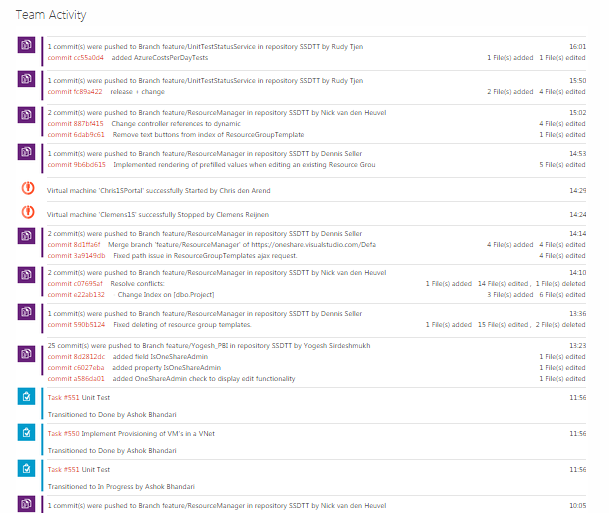 Team Activity
1 commit(s) were pushed to Branch feature/UnitTestStatusService in repository SSDTT by Rudy Tjen 16:01
commit cc55a0d4 added AzureCostsPerDayTests 1 File(s) added 1 File(s) edited
1 commit(s) were pushed to Branch feature/UnitTestStatusService in repository SSDTT by Rudy Tjen 15:50
commit fc89a422 release + change 2 File(s) added 4 File(s) edited
2 commit(s) were pushed to Branch feature/ResourceManager in repository SSDTT by Nick van den Heuvel 15:02
commit 887bf415 Change controller references to dynamic 4 File(s) edited
commit 6dab9c61 Remove text buttons from index of ResourceGroupTemplate 1 File(s) edited
1 commit(s) were pushed to Branch feature/ResourceManager in repository SSDTT by Dennis Seller 14:53
commit 9b6bd615 Implemented rendering of prefilled values when editing an existing Resource Grou 5 File(s) edited
Virtual machine 'Chris1SPortal' successfully Started by Chris den Arend 14:29
Virtual machine 'Clemens1S' successfully Stopped by Clemens Reijnen 14:24
2 commit(s) were pushed to Branch feature/ResourceManager in repository SSDTT by Dennis Seller 14:14
commit 8d1ffa6f Merge branch 'feature/ResourceManager' of https://oneshare.visualstudio.com/Defa 4 File(s) added 4 File(s) edited
commit 3a9149db Fixed path issue in ResourceGroupTemplates ajax request. 4 File(s) edited
2 commit(s) were pushed to Branch feature/ResourceManager in repository SSDTT by Nick van den Heuvel 14:10
commit c07695af Resolve conflicts: 1 File(s) added 14 File(s) edited , 1 File(s) deleted
commit e22ab132 - Change Index on [dbo.Project] 3 File(s) added 6 File(s) edited
1 commit(s) were pushed to Branch feature/ResourceManager in repository SSDTT by Dennis Seller 13:36
commit 590b5124 Fixed deleting of resource group templates. 1 File(s) added 15 File(s) edited , 2 File(s) deleted
25 commit(s) were pushed to Branch feature/Yogesh_PBI in repository SSDTT by Yogesh Sirdeshmukh 13:23
commit 8d2812dc added field IsOneShareAdmin 1 File(s) edited
commit c6027eba added property IsOneShareAdmin 1 File(s) edited
commit a586da01 added OneShareAdmin check to display edit functionality 1 File(s) edited
Task #551 Unit Test 11:56
Transitioned to Done by Ashok Bhandari
Task #550 Implement Provisioning of VM's in a VNet 11:56
Transitioned to Done by Ashok Bhandari
Task #551 Unit Test 11:56
Transitioned to In Progress by Ashok Bhandari
1 commit(s) were pushed to Branch feature/ResourceManager in repository SSDTT by Nick van den Heuvel 10:05